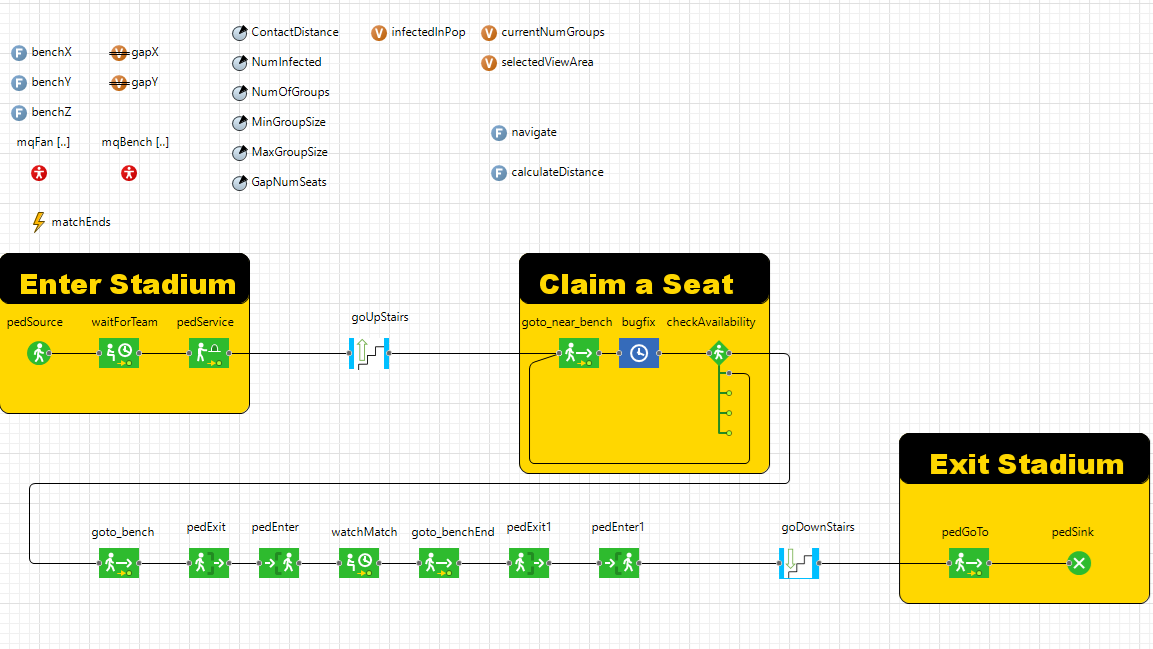 ContactDistance
infectedInPop
currentNumGroups
benchX
gapX
NumInfected
selectedViewArea
benchY
gapY
NumOfGroups
benchZ
MinGroupSize
navigate
mqFan [..]
mqBench [..]
MaxGroupSize
calculateDistance
GapNumSeats
matchEnds
Enter Stadium
Claim a Seat
pedSource
waitForTeam
pedService
goUpStairs
goto_near_bench
bugfix
checkAvailability
Exit Stadium
goto_bench
pedExit
pedEnter
watchMatch
goto_benchEnd
pedExit1
pedEnter1
goDownStairs
pedGoTo
pedSink